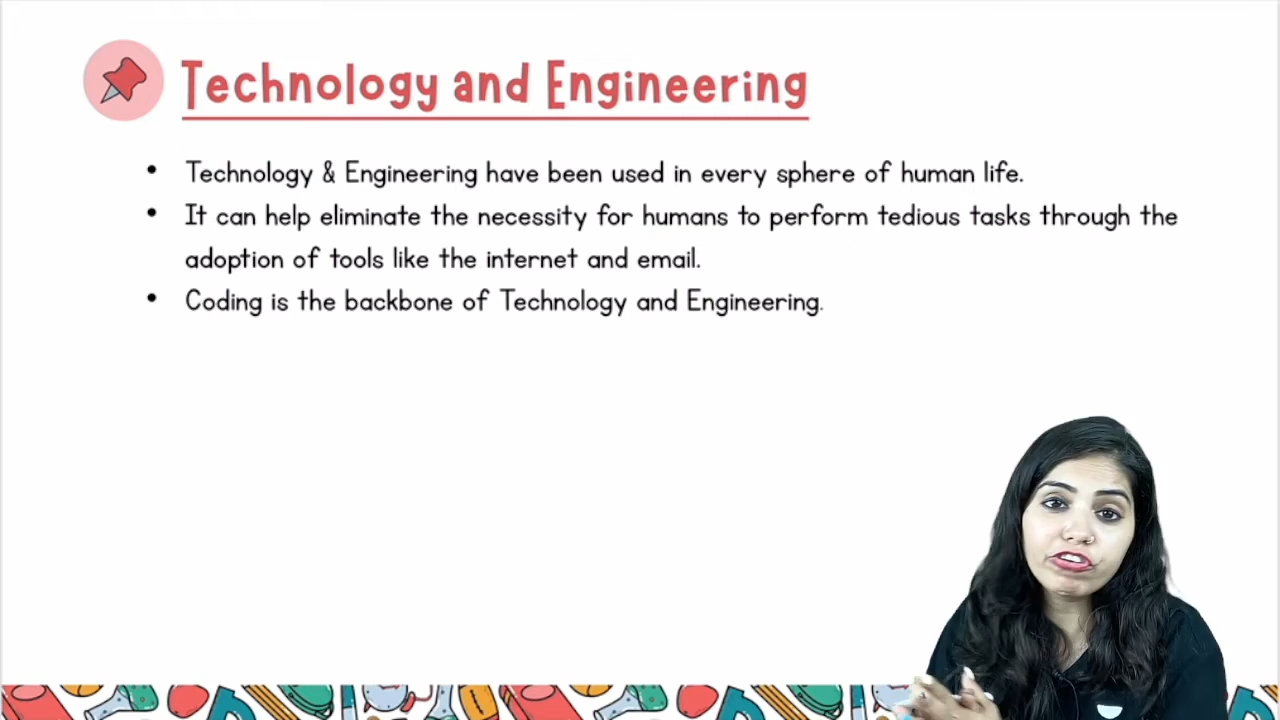 Technology and Engineering
• Technology & Engineering have been used in every sphere of human life.
• It can help eliminate the necessity for humans to perform tedious tasks through the
adoption of tools like the internet and email.
• Coding is the backbone of Technology and Engineering.